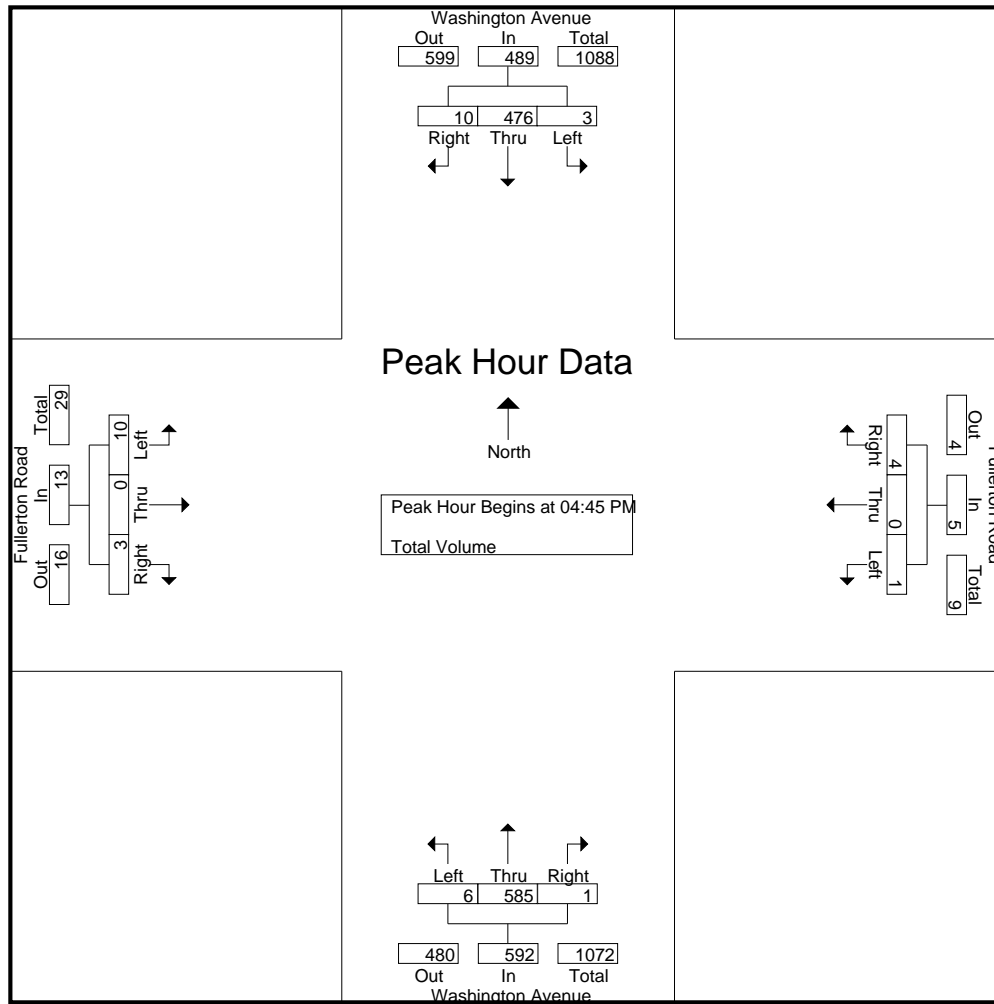 Washington Avenue
Out In Total
599 489 1088
10 476 3
Right Thru Left
Peak Hour Data
North
Peak Hour Begins at 04:45 PM
Total Volume
Fullerton Road
Out In Total
16 13 29
10 0 3
Left Thru Right
Fullerton Road
Out In Total
4 5 9
4 0 1
Right Thru Left
Left Thru Right
6 585 1
480 592 1072
Out In Total
Washington Avenue